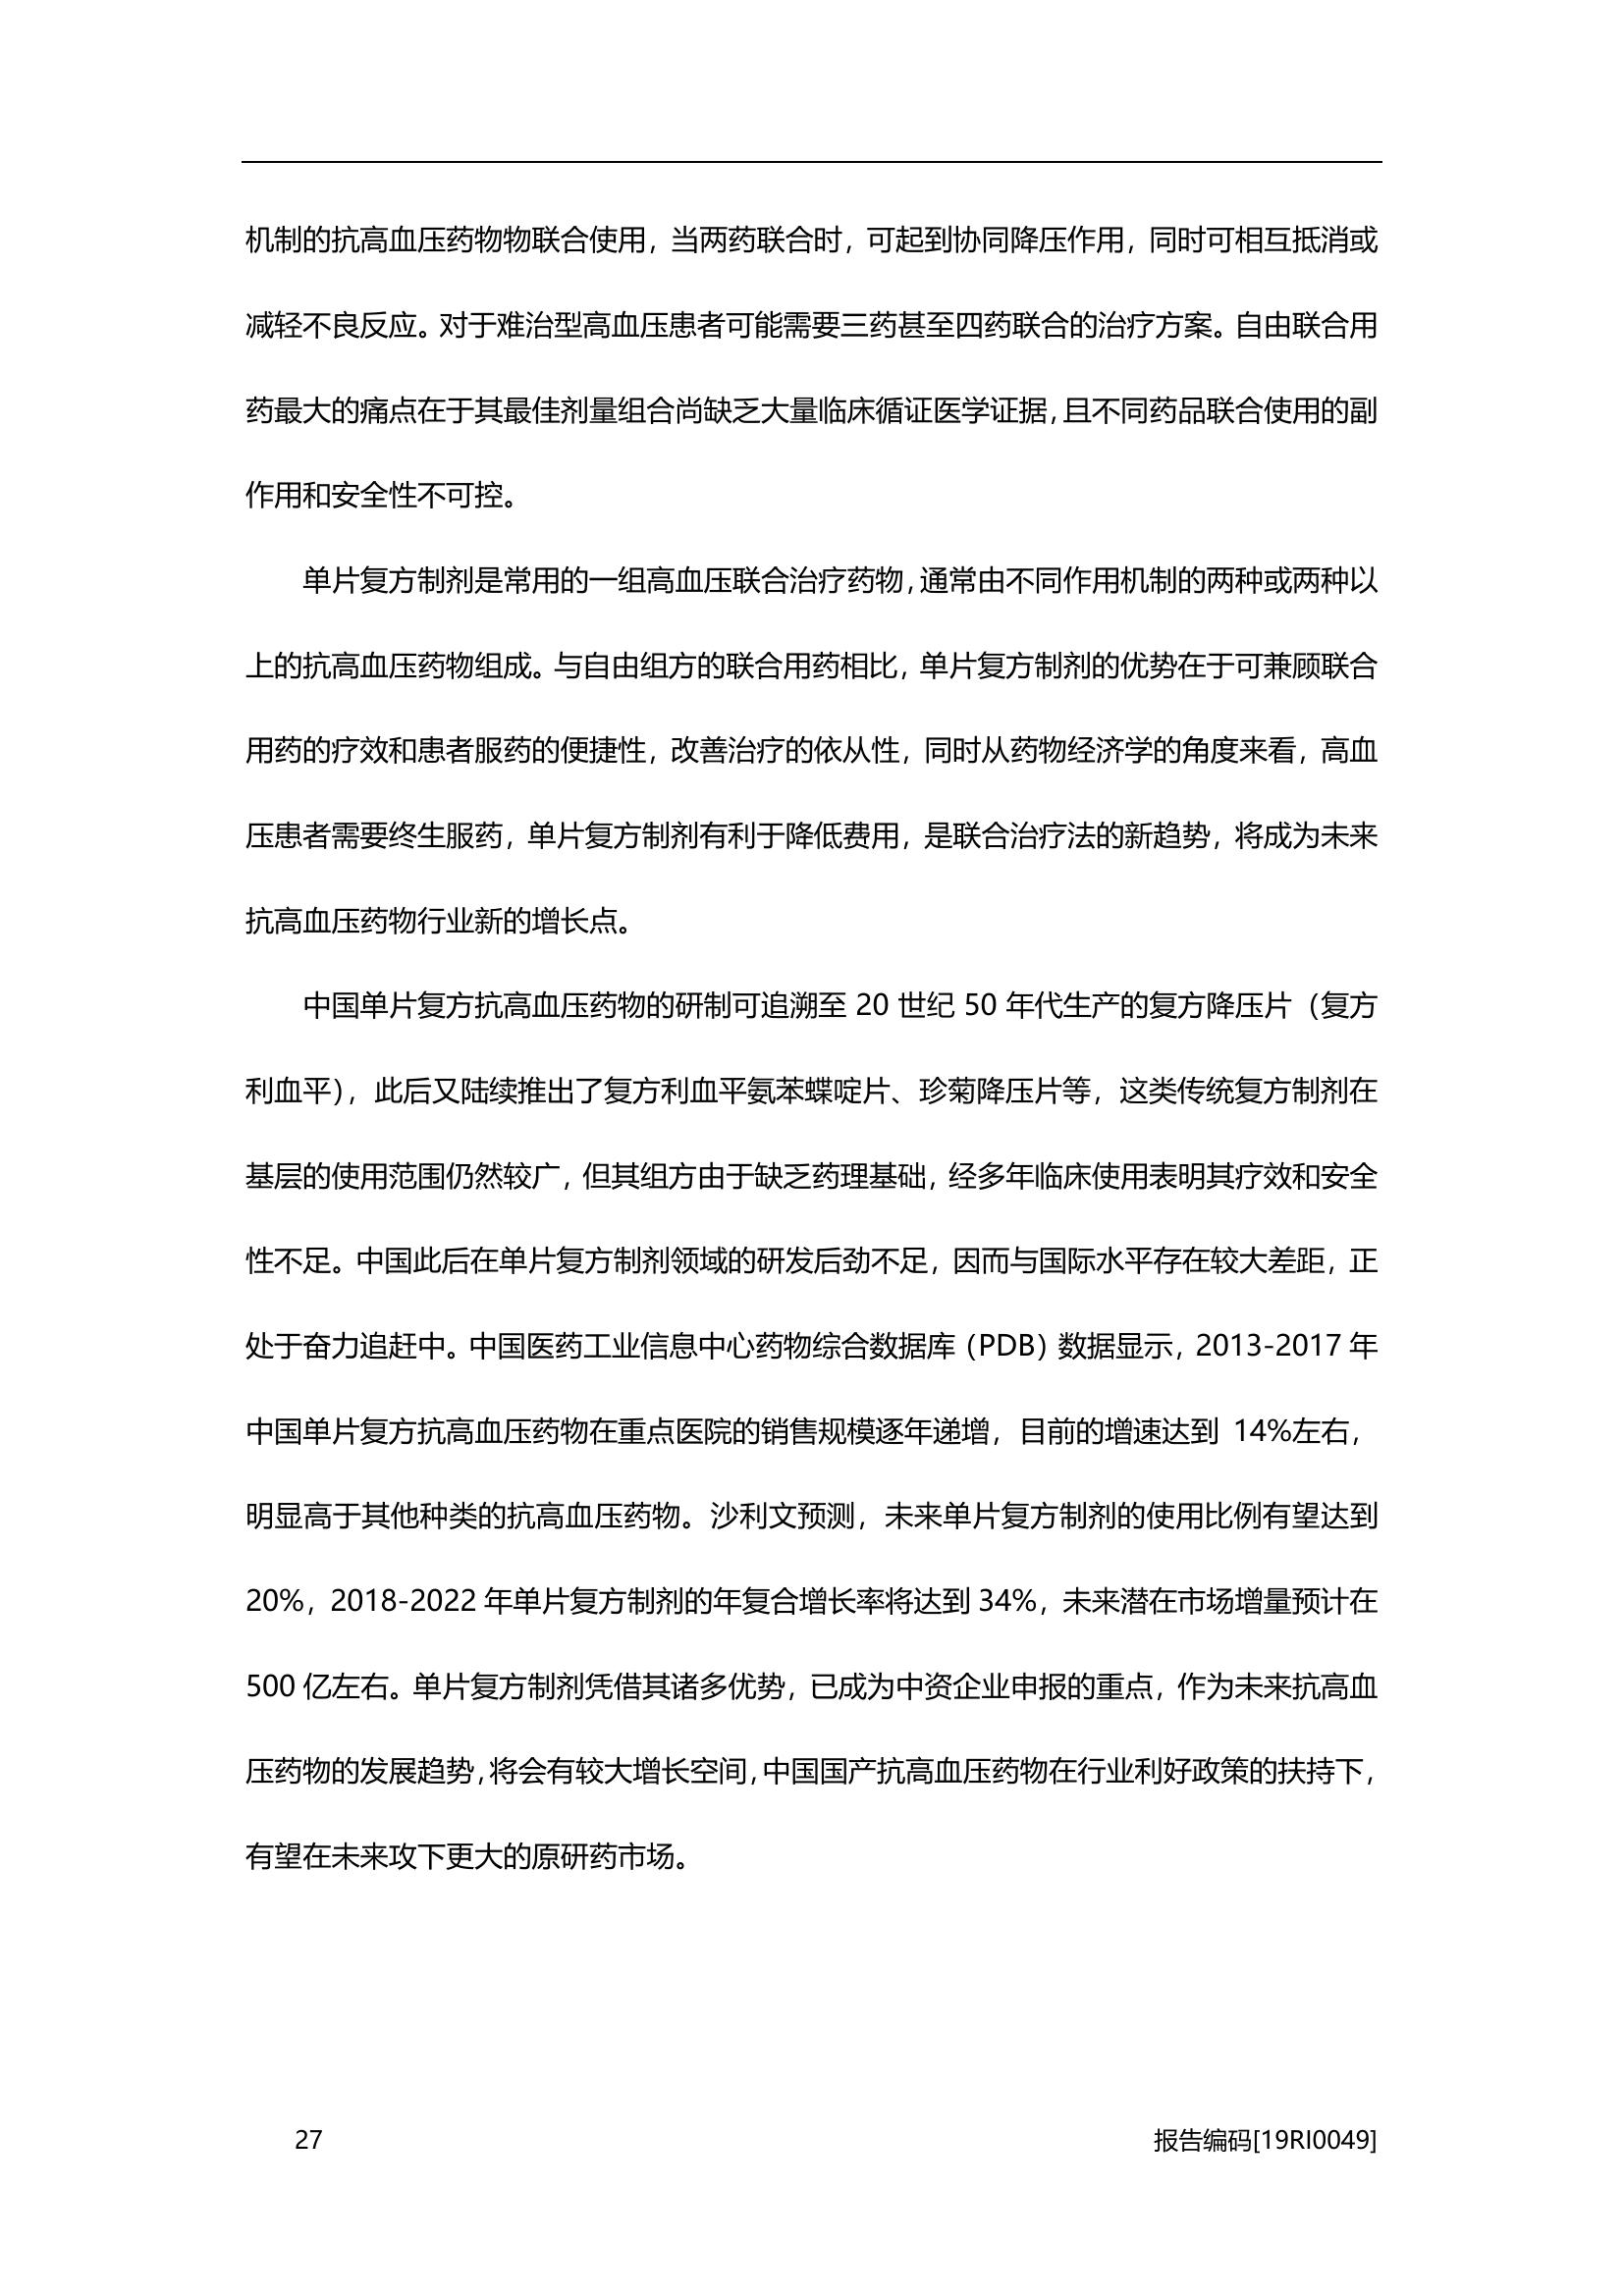 机制的抗高血压药物物联合使用，当两药联合时，可起到协同降压作用，同时可相互抵消或
减轻不良反应。对于难治型高血压患者可能需要三药甚至四药联合的治疗方案。自由联合用
药最大的痛点在于其最佳剂量组合尚缺乏大量临床循证医学证据，且不同药品联合使用的副
作用和安全性不可控。
单片复方制剂是常用的一组高血压联合治疗药物，通常由不同作用机制的两种或两种以
上的抗高血压药物组成。与自由组方的联合用药相比，单片复方制剂的优势在于可兼顾联合
用药的疗效和患者服药的便捷性，改善治疗的依从性，同时从药物经济学的角度来看，高血
压患者需要终生服药，单片复方制剂有利于降低费用，是联合治疗法的新趋势，将成为未来
抗高血压药物行业新的增长点。
中国单片复方抗高血压药物的研制可追溯至 20 世纪 50 年代生产的复方降压片（复方
利血平），此后又陆续推出了复方利血平氨苯蝶啶片、珍菊降压片等，这类传统复方制剂在
基层的使用范围仍然较广，但其组方由于缺乏药理基础，经多年临床使用表明其疗效和安全
性不足。中国此后在单片复方制剂领域的研发后劲不足，因而与国际水平存在较大差距，正
处于奋力追赶中。中国医药工业信息中心药物综合数据库（PDB）数据显示，2013-2017 年
中国单片复方抗高血压药物在重点医院的销售规模逐年递增，目前的增速达到 14%左右，
明显高于其他种类的抗高血压药物。沙利文预测，未来单片复方制剂的使用比例有望达到
20%，2018-2022 年单片复方制剂的年复合增长率将达到 34%，未来潜在市场增量预计在
500 亿左右。单片复方制剂凭借其诸多优势，已成为中资企业申报的重点，作为未来抗高血
压药物的发展趋势，将会有较大增长空间，中国国产抗高血压药物在行业利好政策的扶持下，
有望在未来攻下更大的原研药市场。
27 报告编码[19RI0049]